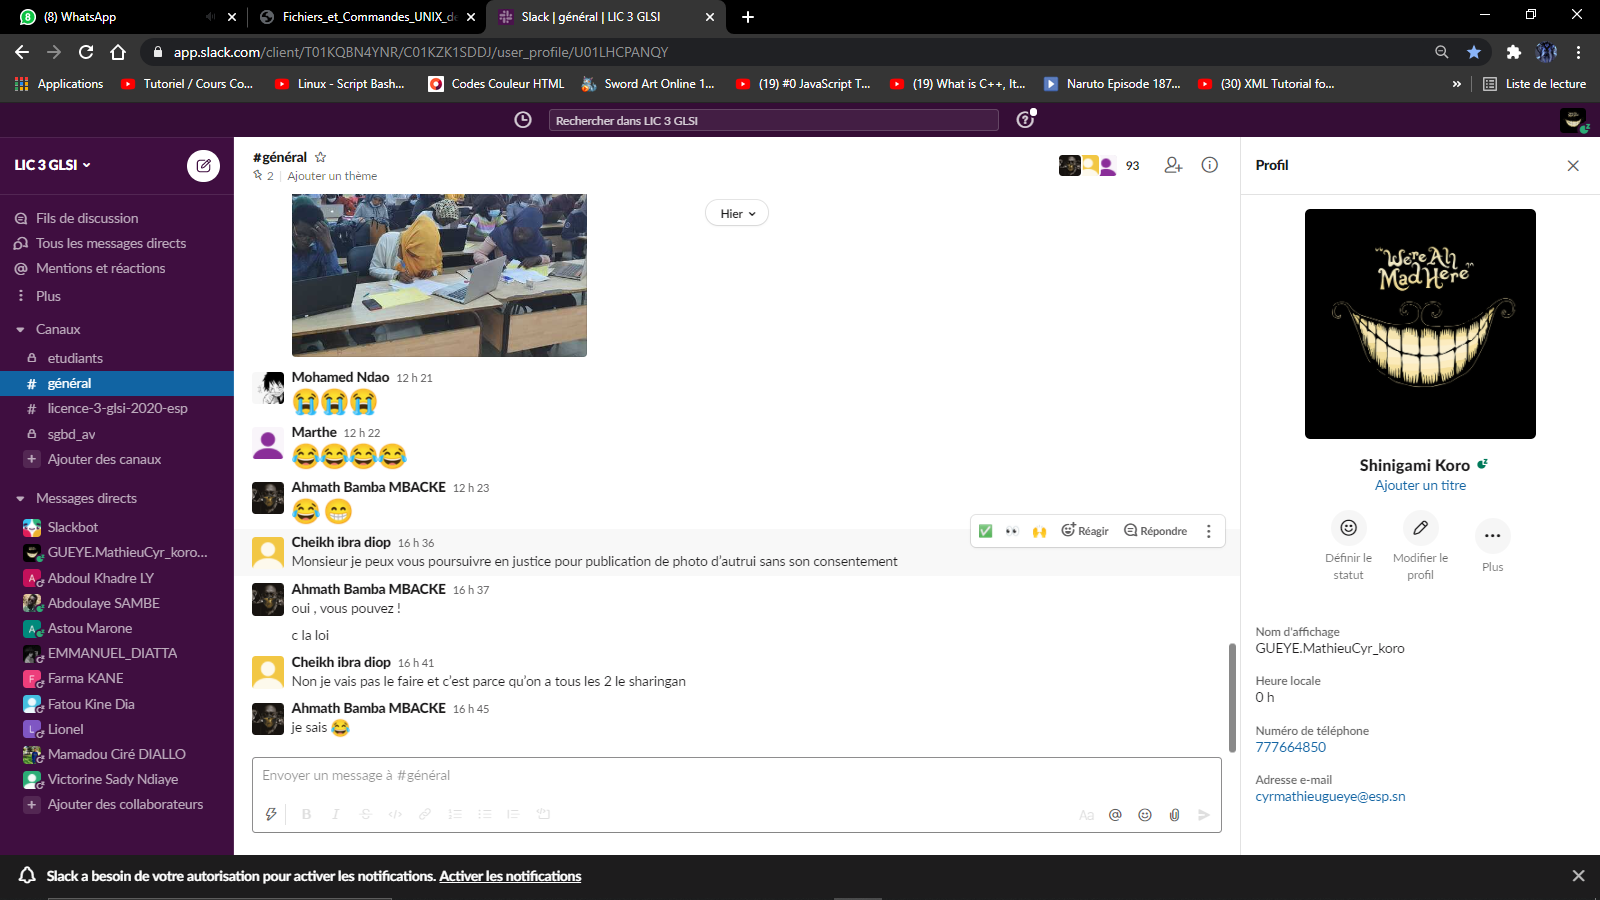 (8) WhatsApp
Fichiers_et_Commandes_UNIX_de
Slack | général | LIC 3 GLSI
app.slack.com/client/T01KQBN4YNR/C01KZK1SDDJ/user_profile/U01LHCPANQY
Applications
Tutoriel / Cours Co...
Linux - Script Bash...
Codes Couleur HTML
Sword Art Online 1...
(19) #0 JavaScript T...
(19) What is C++, It...
Naruto Episode 187...
(30) XML Tutorial fo...
»
Liste de lecture
Rechercher dans LIC 3 GLSI
LIC 3 GLSI
Fils de discussion
Tous les messages directs
@ Mentions et réactions
Plus
Canaux
etudiants
# général
# licence-3-glsi-2020-esp
sgbd_av
+ Ajouter des canaux
Messages directs
Slackbot
GUEYE.MathieuCyr_koro...
A Abdoul Khadre LY
Abdoulaye SAMBE
A Astou Marone
EMMANUEL_DIATTA
F Farma KANE
Fatou Kine Dia
L Lionel
Mamadou Ciré DIALLO
Victorine Sady Ndiaye
+ Ajouter des collaborateurs
#général
2 | Ajouter un thème
93
Hier
Mohamed Ndao 12 h 21
😭😭😭
Marthe 12 h 22
😂😂😂😂
Ahmath Bamba MBACKE 12 h 23
😂 😁
✅ 👀 🙌 Réagir Répondre
Cheikh ibra diop 16 h 36
Monsieur je peux vous poursuivre en justice pour publication de photo d'autrui sans son consentement
Ahmath Bamba MBACKE 16 h 37
oui , vous pouvez !
c la loi
Cheikh ibra diop 16 h 41
Non je vais pas le faire et c'est parce qu'on a tous les 2 le sharingan
Ahmath Bamba MBACKE 16 h 45
je sais 😂
Envoyer un message à #général
B I S </> Aa @
Profil
"We're All
Mad Here"
Shinigami Koro
Ajouter un titre
Définir le statut
Modifier le profil
Plus
Nom d'affichage
GUEYE.MathieuCyr_koro
Heure locale
0 h
Numéro de téléphone
777664850
Adresse e-mail
cyrmathieugueye@esp.sn
Slack a besoin de votre autorisation pour activer les notifications. Activer les notifications